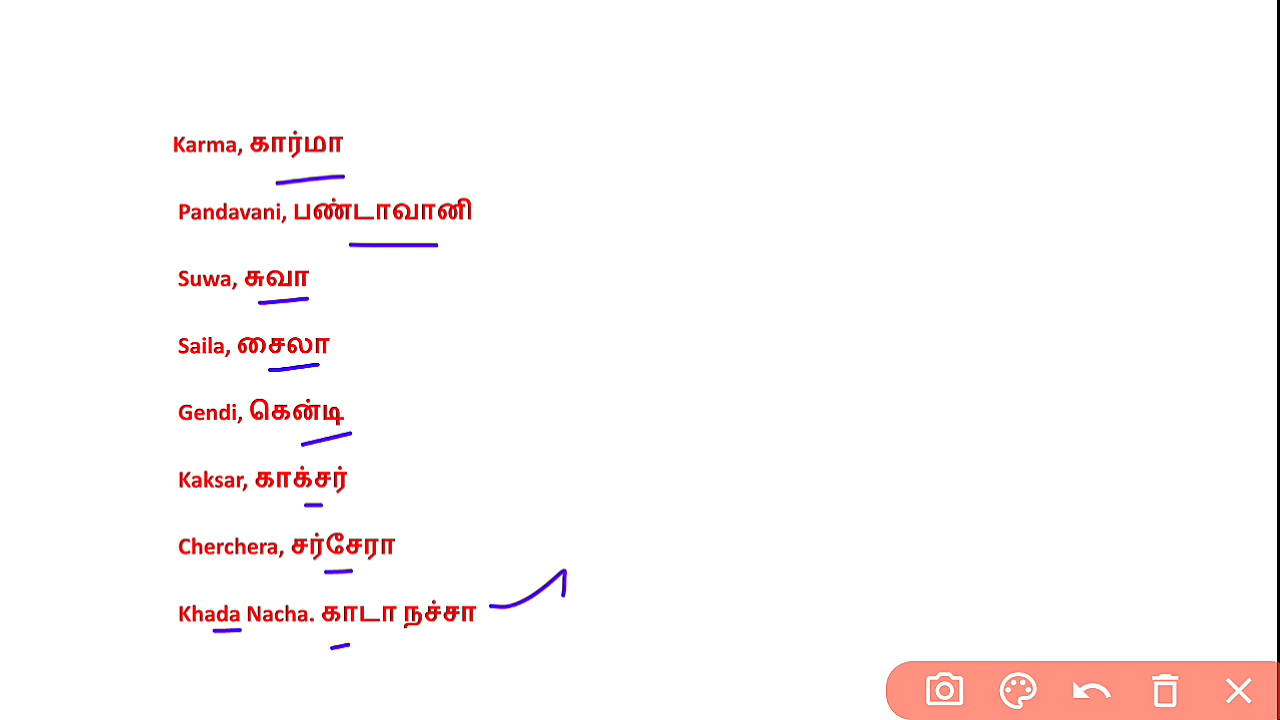 Karma, கார்மா
Pandavani, பண்டாவானி
Suwa, சுவா
Saila, சைலா
Gendi, கென்டி
Kaksar, காக்சர்
Cherchera, சர்சேரா
Khada Nacha. காடா நச்சா